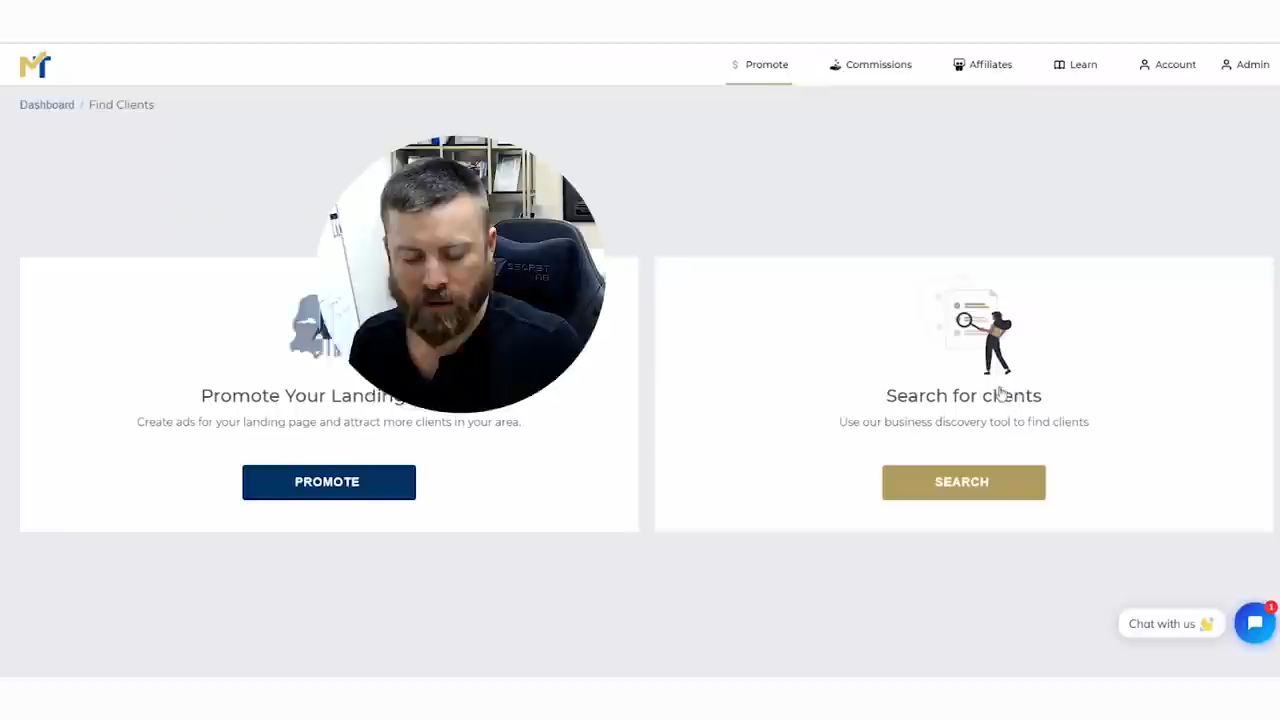 MT
Promote
Commissions
Affiliates
Learn
Account
Admin
Dashboard / Find Clients
SECRET
Promote Your Landing
Create ads for your landing page and attract more clients in your area.
PROMOTE
Search for clients
Use our business discovery tool to find clients
SEARCH
Chat with us 👋
1